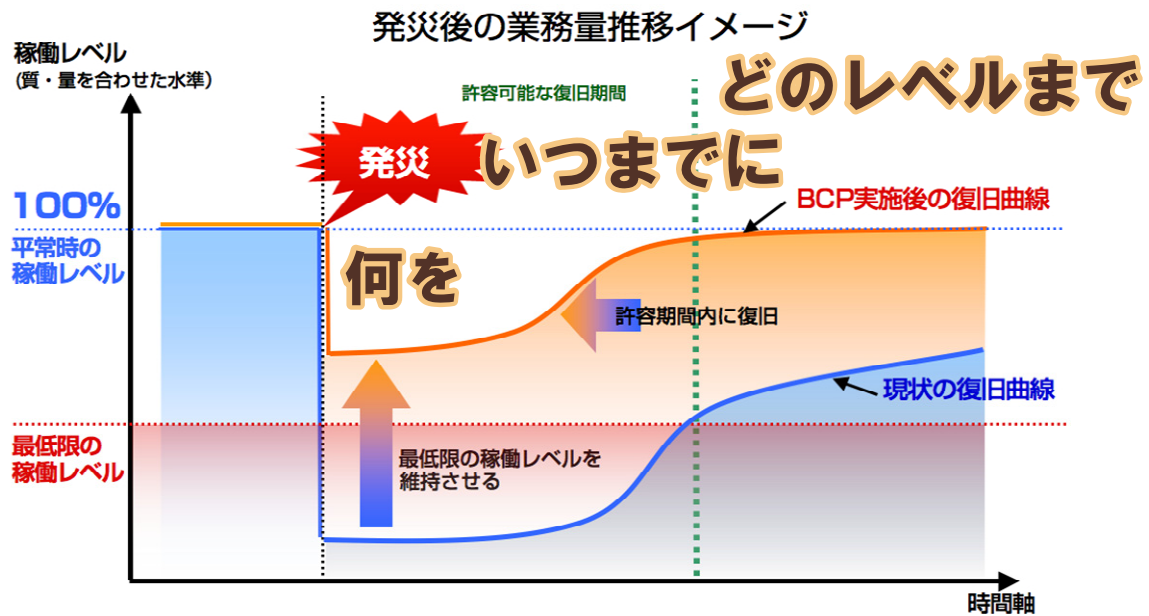 発災後の業務量推移イメージ
稼働レベル
(質・量を合わせた水準)
どのレベルまで
許容可能な復旧期間
発災
いつまでに
100%
平常時の
稼働レベル
BCP実施後の復旧曲線
何を
許容期間内に復旧
現状の復旧曲線
最低限の
稼働レベル
最低限の稼働レベルを
維持させる
時間軸